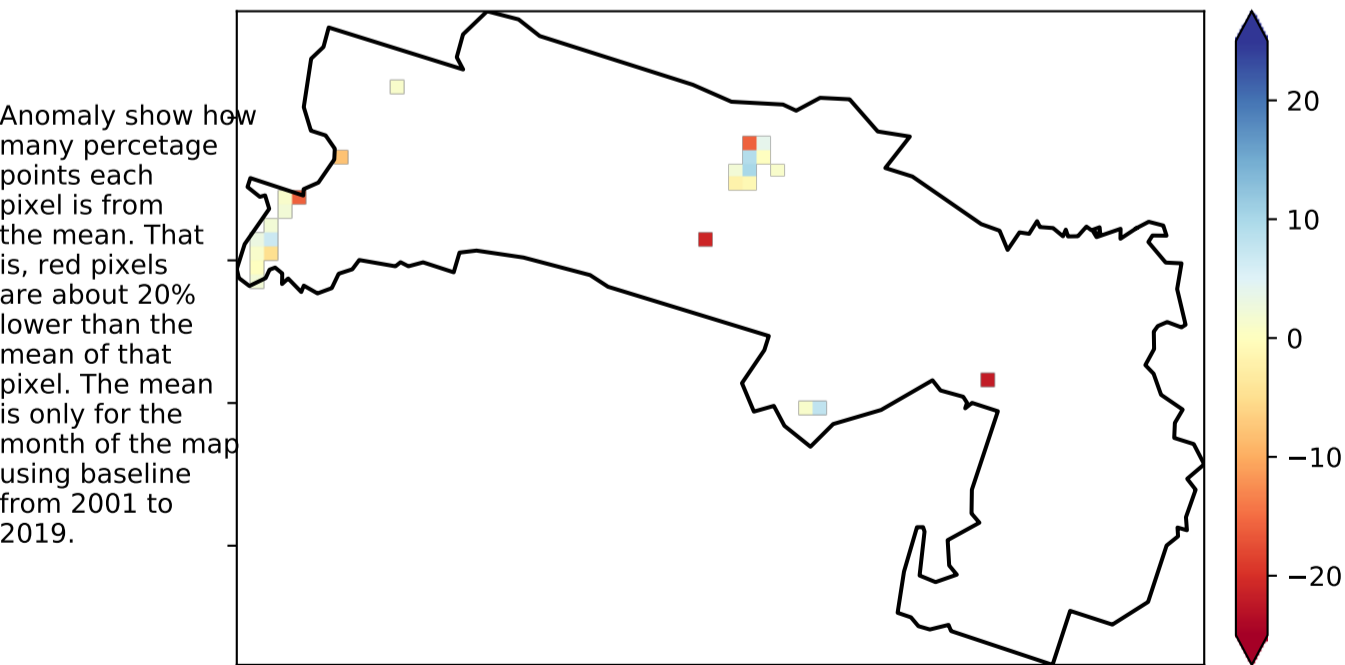 Anomaly show how
many percetage
points each
pixel is from
the mean. That
is, red pixels
are about 20%
lower than the
mean of that
pixel. The mean
is only for the
month of the map
using baseline
from 2001 to
2019.
20
10
0
−10
−20